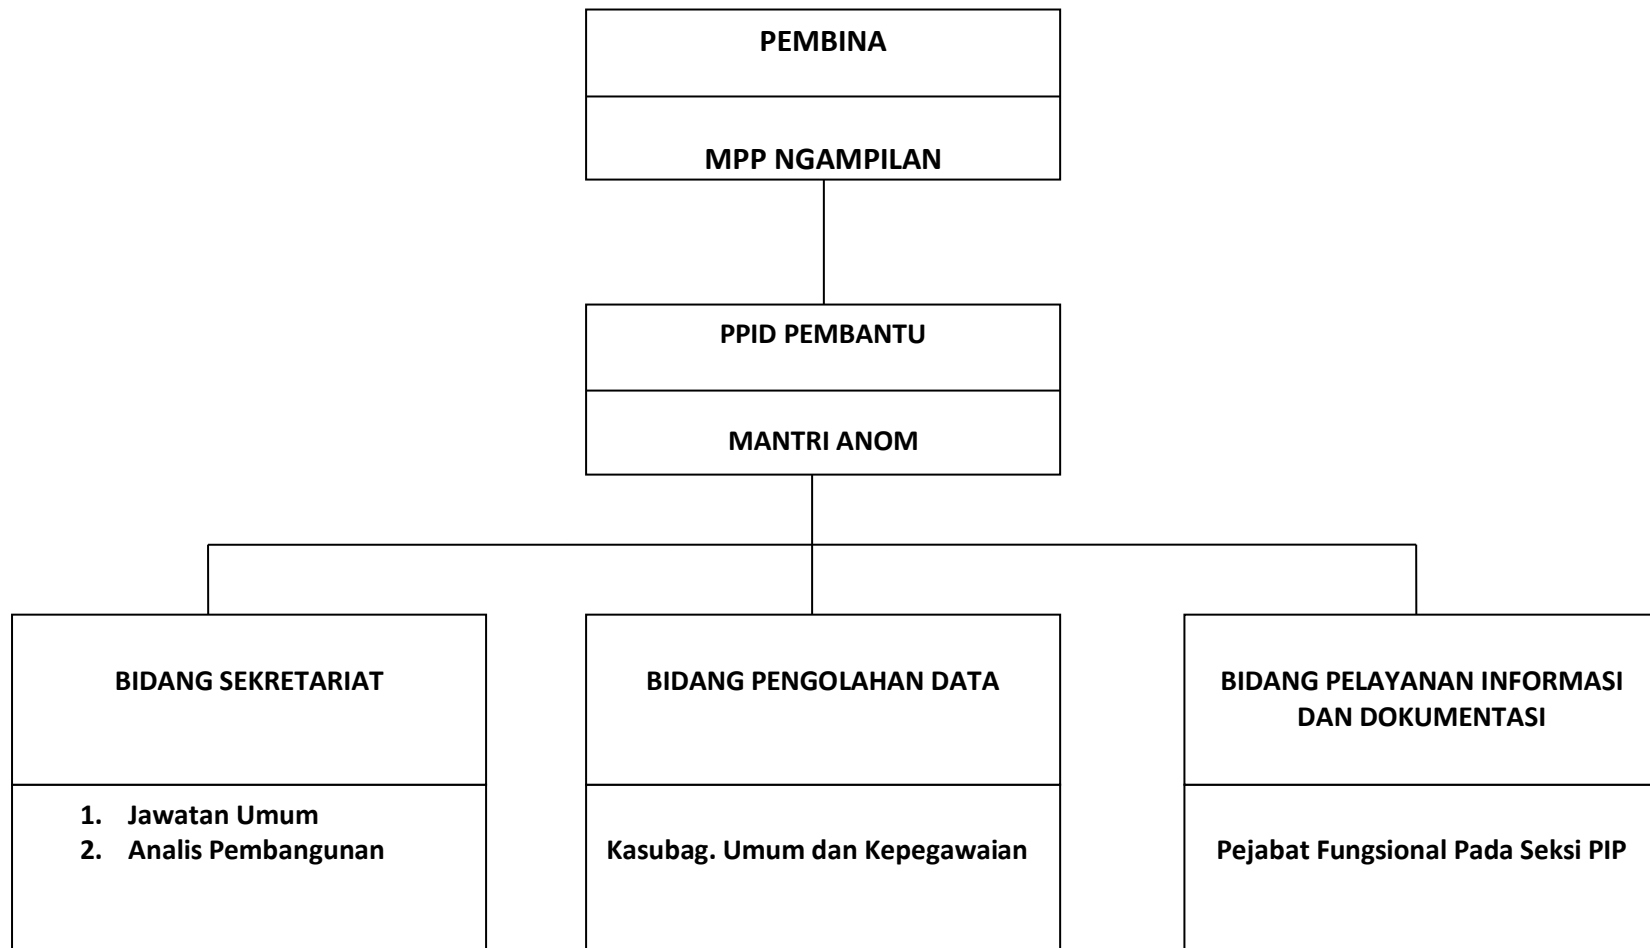 PEMBINA
MPP NGAMPILAN
PPID PEMBANTU
MANTRI ANOM
BIDANG SEKRETARIAT
1. Jawatan Umum
2. Analis Pembangunan
BIDANG PENGOLAHAN DATA
Kasubag. Umum dan Kepegawaian
BIDANG PELAYANAN INFORMASI
DAN DOKUMENTASI
Pejabat Fungsional Pada Seksi PIP